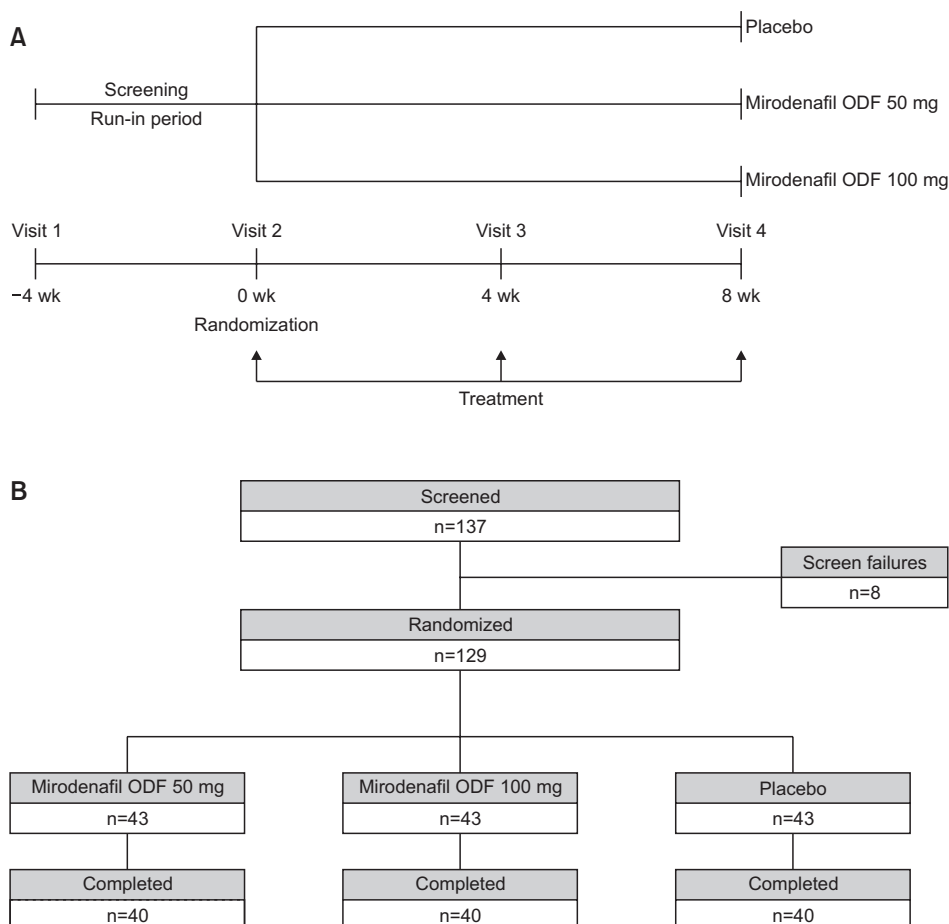 A
Placebo
Screening
Run-in period
Mirodenafil ODF 50 mg
Mirodenafil ODF 100 mg
Visit 1 Visit 2 Visit 3 Visit 4
−4 wk 0 wk 4 wk 8 wk
Randomization
Treatment
B
Screened
n=137
Screen failures
n=8
Randomized
n=129
Mirodenafil ODF 50 mg Mirodenafil ODF 100 mg Placebo
n=43 n=43 n=43
Completed Completed Completed
n=40 n=40 n=40